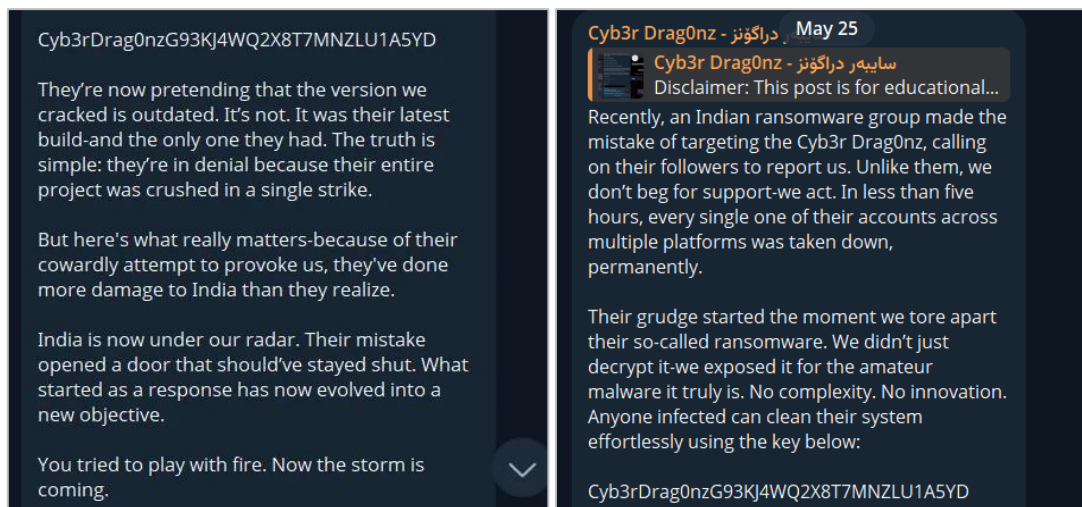 Cyb3rDrag0nzG93KJ4WQ2X8T7MNZLU1A5YD
They're now pretending that the version we
cracked is outdated. It's not. It was their latest
build-and the only one they had. The truth is
simple: they're in denial because their entire
project was crushed in a single strike.
But here's what really matters-because of their
cowardly attempt to provoke us, they've done
more damage to India than they realize.
India is now under our radar. Their mistake
opened a door that should've stayed shut. What
started as a response has now evolved into a
new objective.
You tried to play with fire. Now the storm is
coming.
May 25
Cyb3r Drag0nz - دراگۆنز
Cyb3r Drag0nz - سایبەر دراگۆنز
Disclaimer: This post is for educational...
Recently, an Indian ransomware group made the
mistake of targeting the Cyb3r Drag0nz, calling
on their followers to report us. Unlike them, we
don't beg for support-we act. In less than five
hours, every single one of their accounts across
multiple platforms was taken down,
permanently.
Their grudge started the moment we tore apart
their so-called ransomware. We didn't just
decrypt it-we exposed it for the amateur
malware it truly is. No complexity. No innovation.
Anyone infected can clean their system
effortlessly using the key below:
Cyb3rDrag0nzG93KJ4WQ2X8T7MNZLU1A5YD